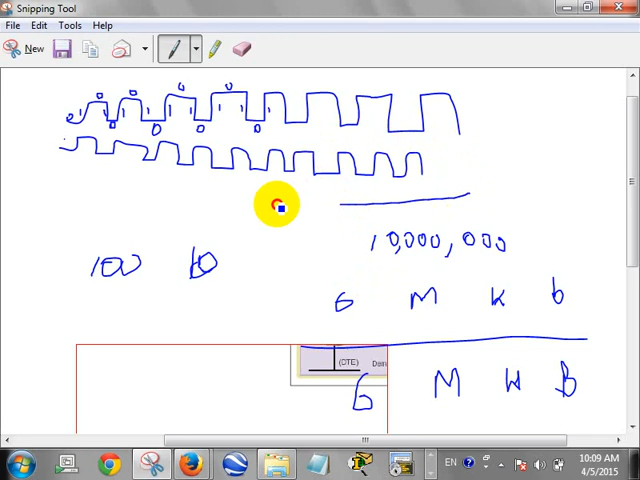 Snipping Tool
File Edit Tools Help
New
10,000,000
100 10
G M K b
(DTE) Dem
G M K B
EN
10:09 AM
4/5/2015